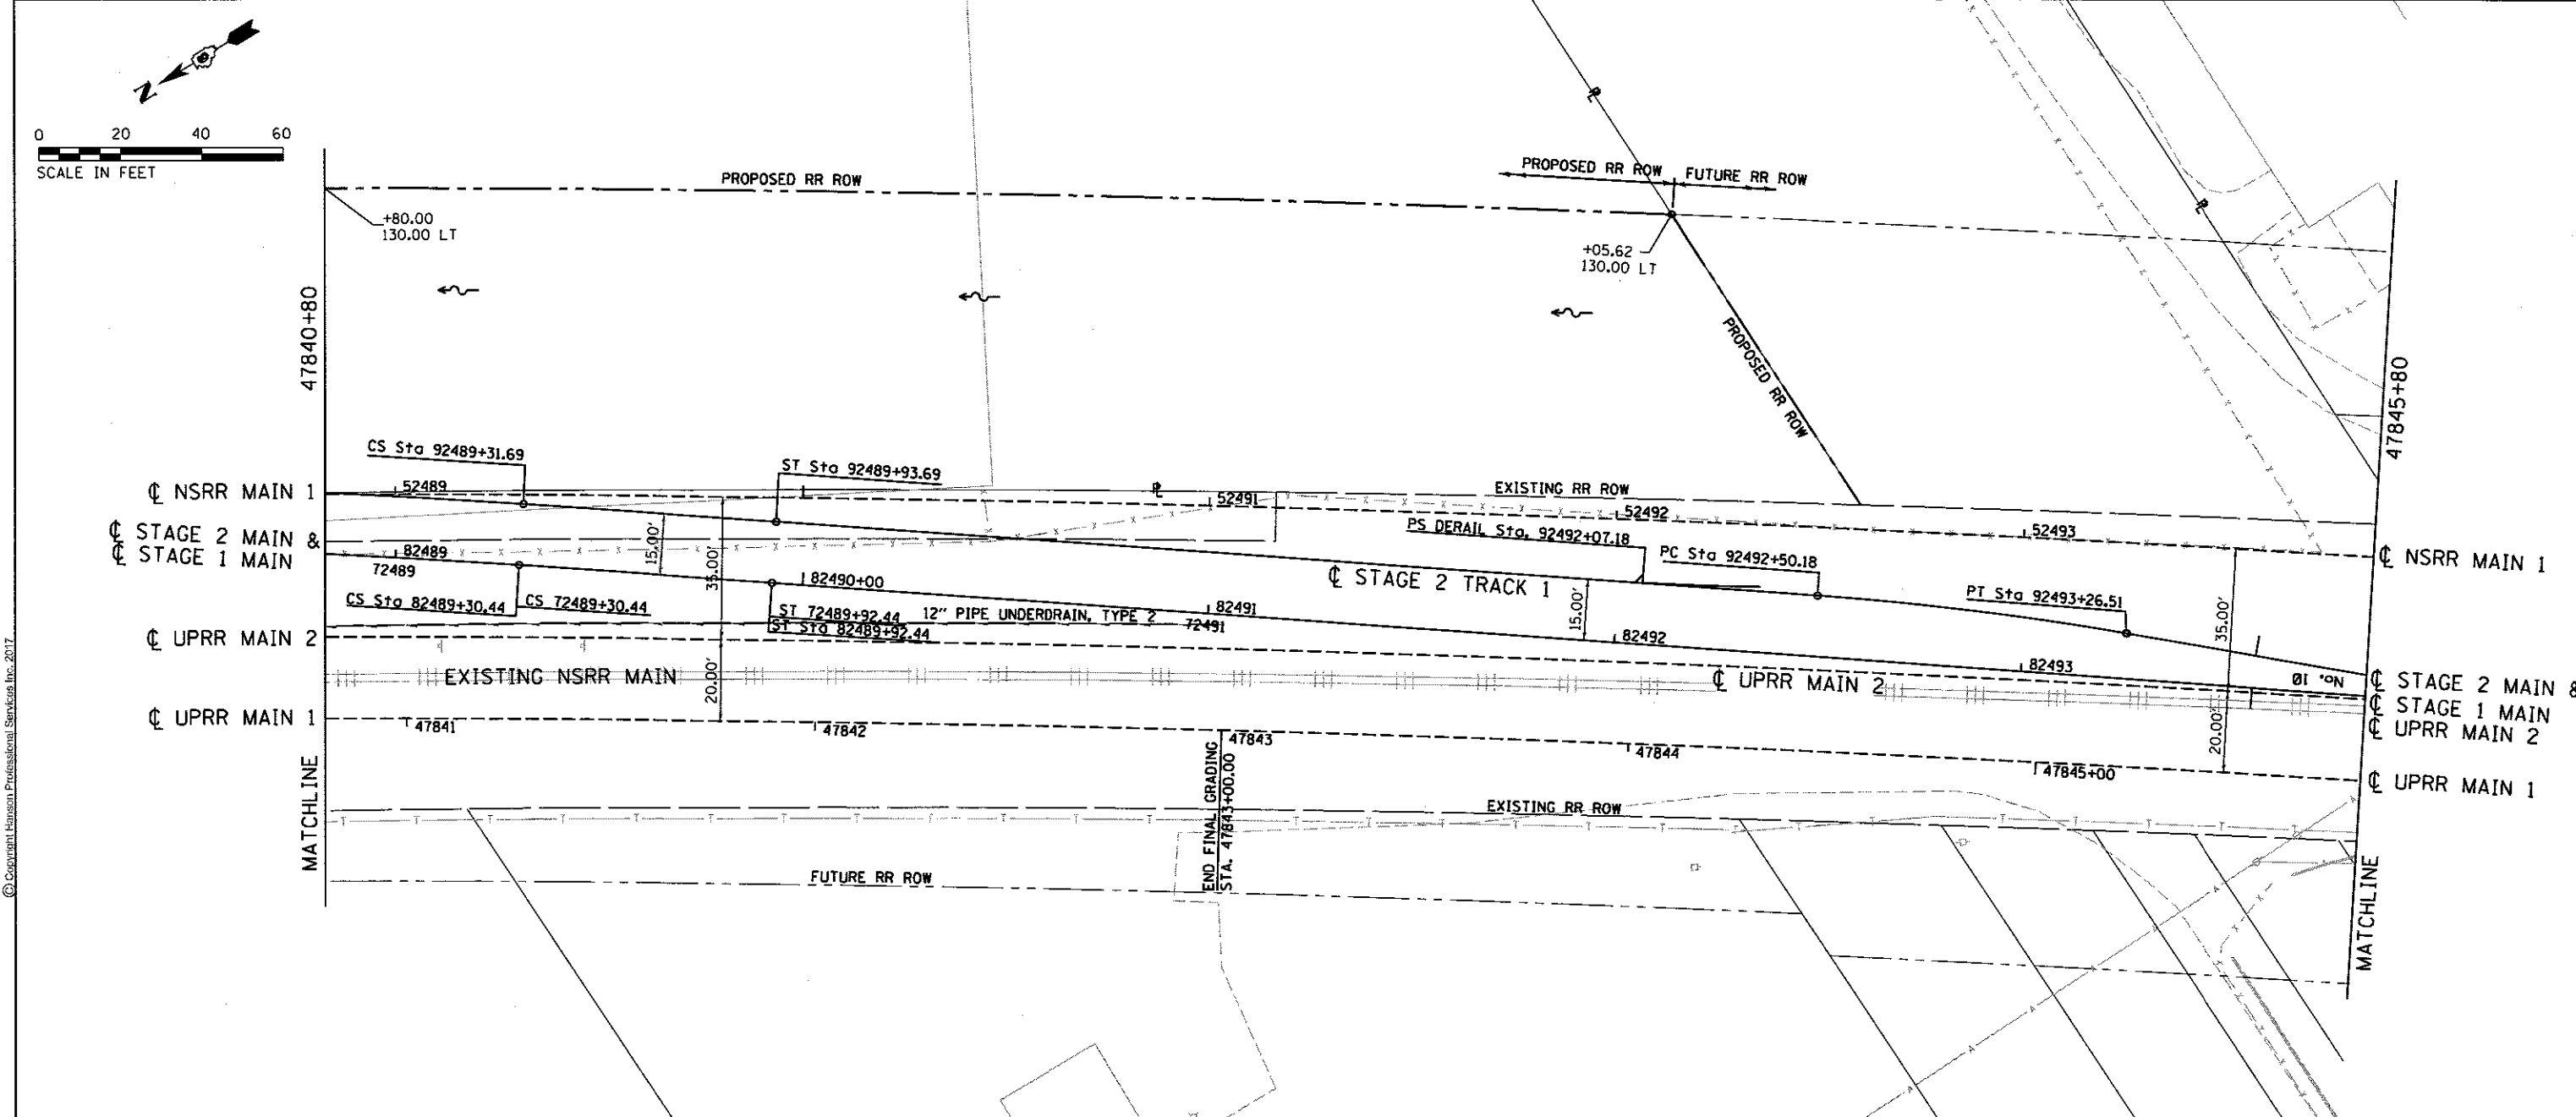 N
0 20 40 60
SCALE IN FEET
PROPOSED RR ROW
PROPOSED RR ROW
FUTURE RR ROW
+80.00
130.00 LT
+05.62
130.00 LT
47840+80
47845+80
PROPOSED RR ROW
CS Sta 92489+31.69
ST Sta 92489+93.69
℄ NSRR MAIN 1
52489
52491
EXISTING RR ROW
52492
52493
PS DERAIL Sta. 92492+07.18
PC Sta 92492+50.18
℄ NSRR MAIN 1
℄ STAGE 2 MAIN &
℄ STAGE 1 MAIN
82489
72489
15.00'
35.00'
82490+00
℄ STAGE 2 TRACK 1
15.00'
PT Sta 92493+26.51
35.00'
CS Sta 82489+30.44
CS 72489+30.44
ST 72489+92.44
ST Sta 82489+92.44
12" PIPE UNDERDRAIN, TYPE 2
82491
72491
82492
82493
℄ UPRR MAIN 2
EXISTING NSRR MAIN
20.00'
℄ UPRR MAIN 2
No. 10
℄ STAGE 2 MAIN &
℄ STAGE 1 MAIN
℄ UPRR MAIN 2
℄ UPRR MAIN 1
47841
47842
47843
47844
47845+00
20.00'
℄ UPRR MAIN 1
MATCHLINE
END FINAL GRADING
STA. 47843+00.00
EXISTING RR ROW
FUTURE RR ROW
MATCHLINE
© Copyright Hanson Professional Services Inc. 2017